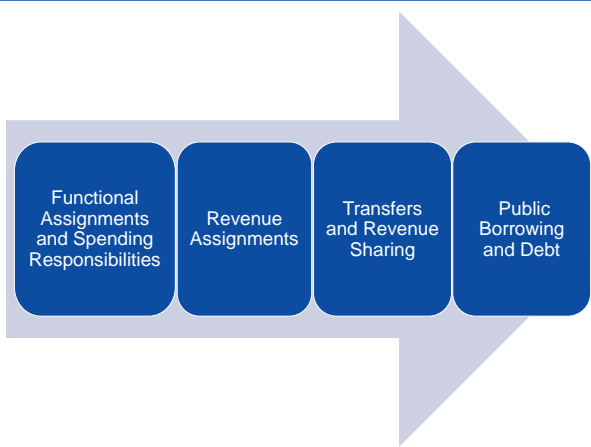 Functional
Assignments
and Spending
Responsibilities
Revenue
Assignments
Transfers
and Revenue
Sharing
Public
Borrowing
and Debt